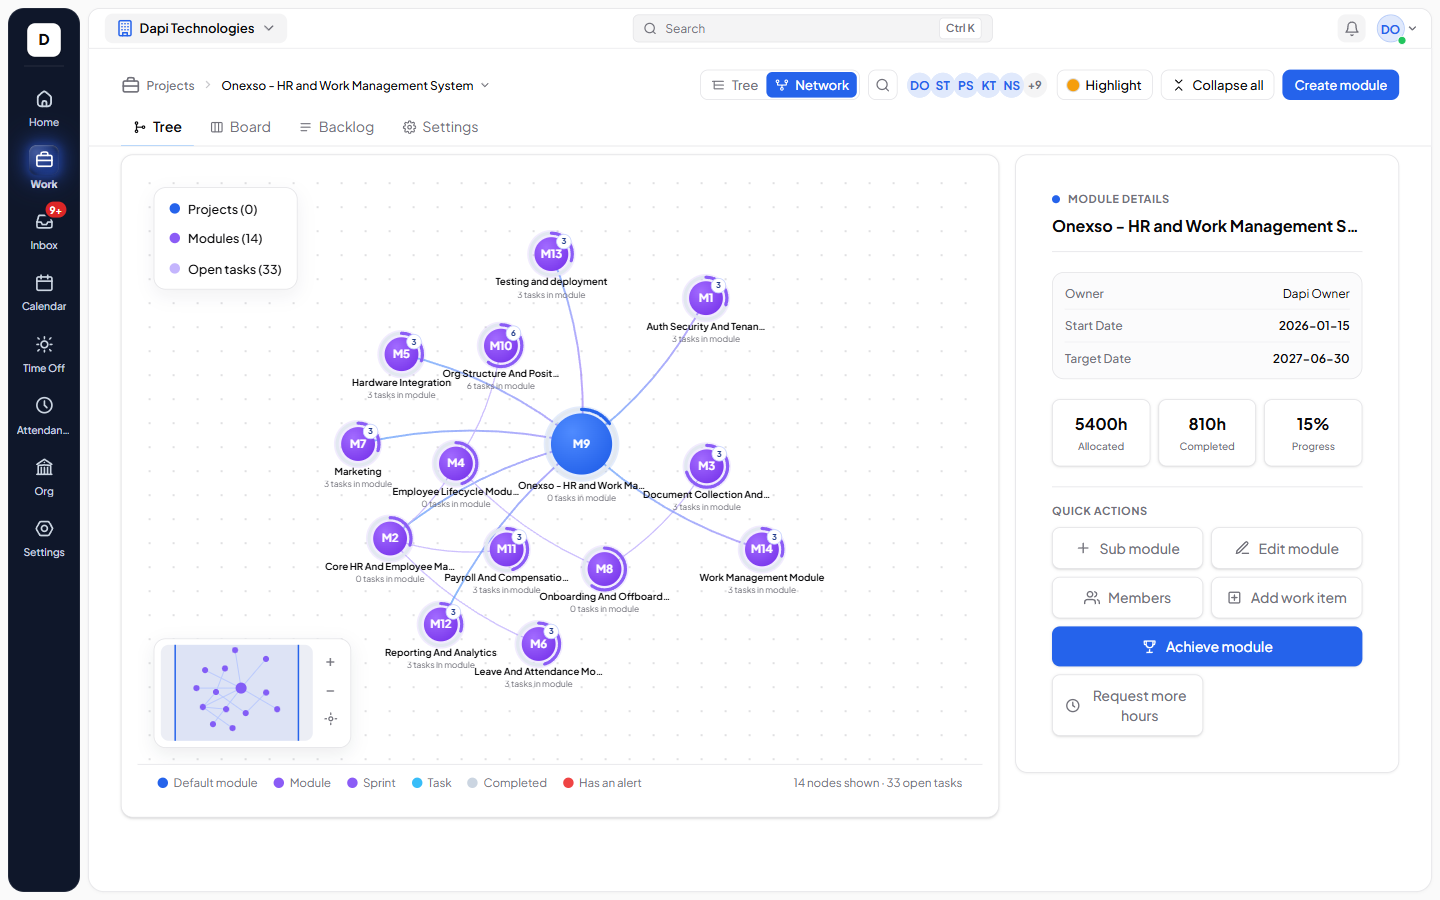 D
Dapi Technologies
Search
Ctrl K
DO
Home
Work
9+
Inbox
Calendar
Time Off
Attendan...
Org
Settings
Projects
Onexso - HR and Work Management System
Tree
Network
DO
ST
PS
KT
NS
+9
Highlight
Collapse all
Create module
Tree
Board
Backlog
Settings
Projects (0)
Modules (14)
Open tasks (33)
M13
3
Testing and deployment
3 tasks in module
M1
3
Auth Security And Tenan...
3 tasks in module
M10
6
Org Structure And Posit...
6 tasks in module
M5
3
Hardware Integration
3 tasks in module
M7
3
Marketing
3 tasks in module
M9
Onexso - HR and Work Ma...
0 tasks in module
M4
Employee Lifecycle Modu...
0 tasks in module
M3
3
Document Collection And...
3 tasks in module
M2
Core HR And Employee Ma...
0 tasks in module
M11
3
Payroll And Compensatio...
3 tasks in module
M8
Onboarding And Offboard...
0 tasks in module
M14
3
Work Management Module
3 tasks in module
M12
3
Reporting And Analytics
3 tasks in module
M6
3
Leave And Attendance Mo...
3 tasks in module
Default module
Module
Sprint
Task
Completed
Has an alert
14 nodes shown · 33 open tasks
MODULE DETAILS
Onexso - HR and Work Management S...
Owner
Dapi Owner
Start Date
2026-01-15
Target Date
2027-06-30
5400h
Allocated
810h
Completed
15%
Progress
QUICK ACTIONS
Sub module
Edit module
Members
Add work item
Achieve module
Request more
hours